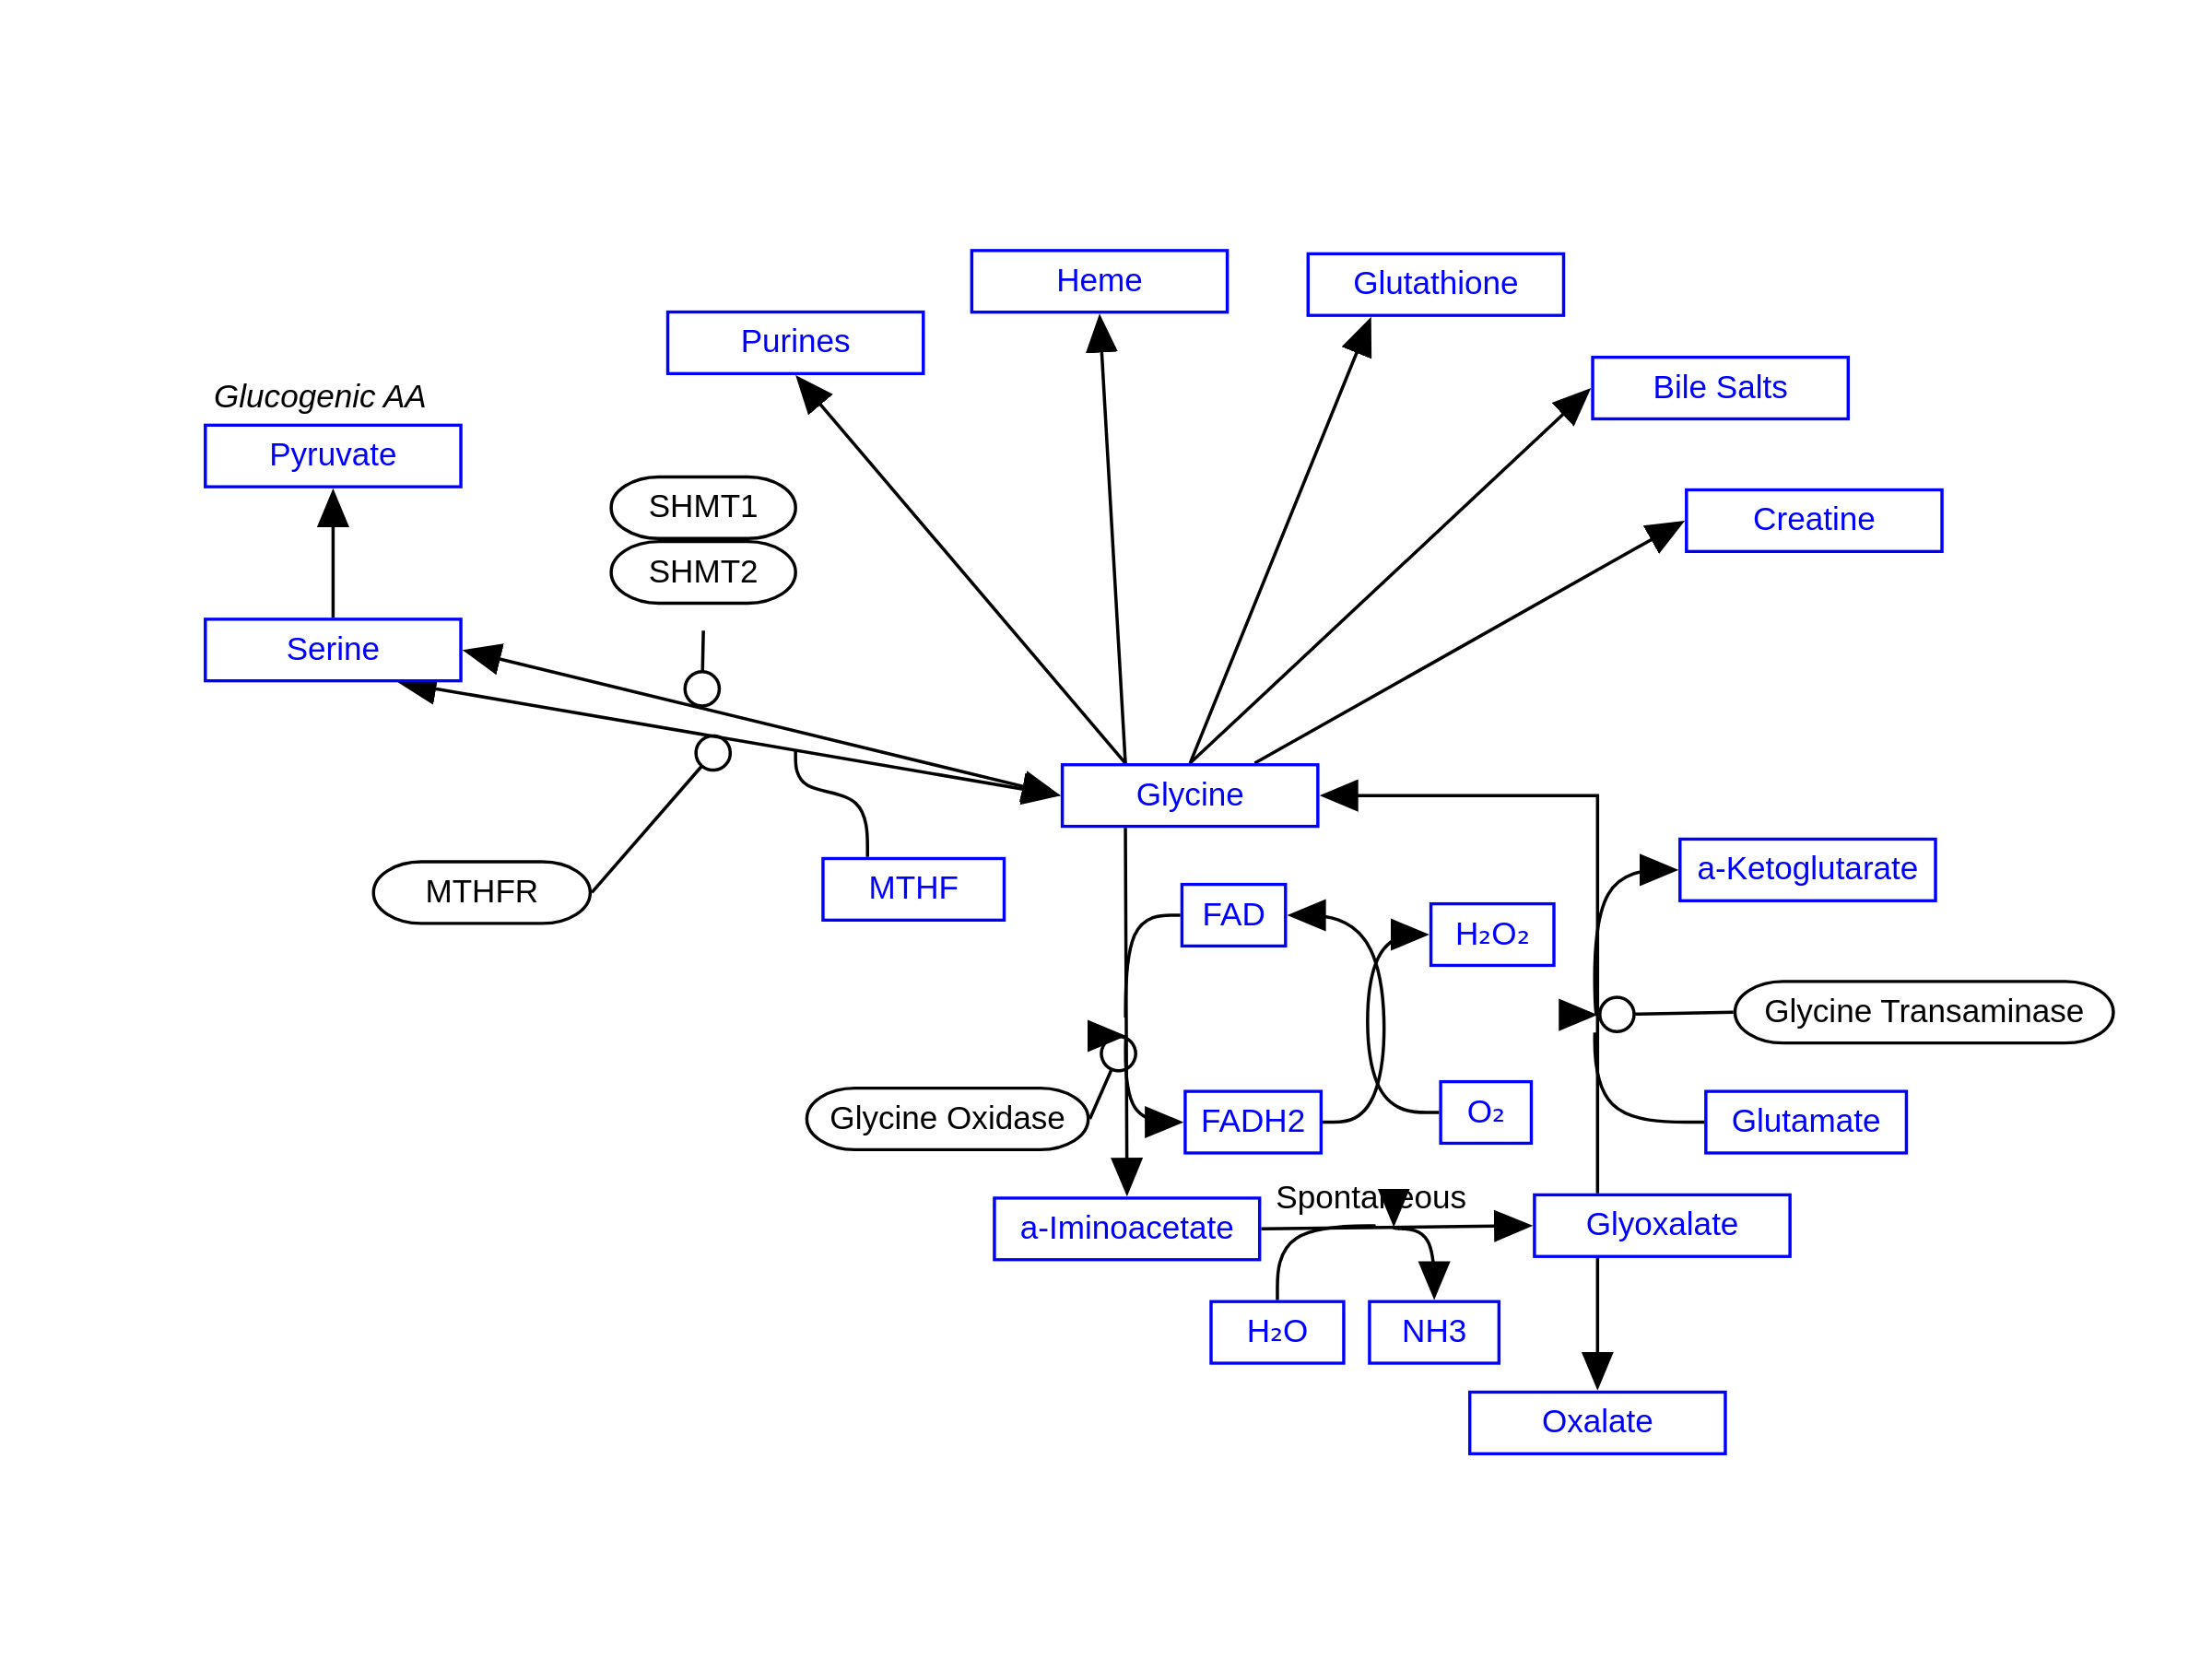 Heme
Glutathione
Purines
Bile Salts
Glucogenic AA
Pyruvate
SHMT1
Creatine
SHMT2
Serine
Glycine
a-Ketoglutarate
MTHFR
MTHF
FAD
H₂O₂
Glycine Transaminase
Glycine Oxidase
FADH2
O₂
Glutamate
Spontaneous
a-Iminoacetate
Glyoxalate
H₂O
NH3
Oxalate